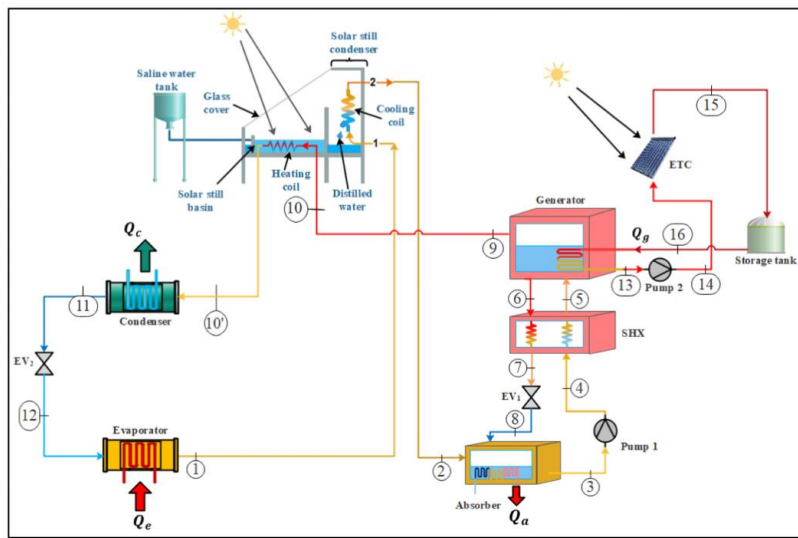 Solar still
condenser
Saline water
tank
Glass
cover
2
Cooling
coil
1
Solar still
basin
Heating
coil
Distilled
water
10
15
ETC
Generator
9
Q_g
16
Storage tank
13
Pump 2
14
6
5
SHX
7
4
EV₁
8
Pump 1
2
3
Absorber
Q_a
Q_c
11
Condenser
10'
EV₂
12
Evaporator
1
Q_e